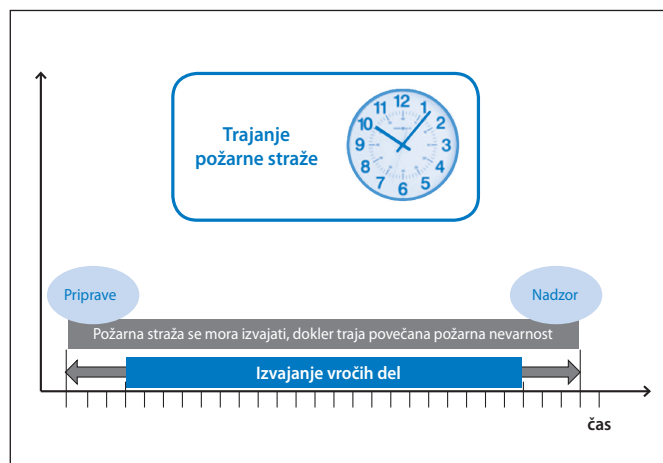 Trajanje
požarne straže
12
1
2
3
4
5
6
7
8
9
10
11
Priprave
Nadzor
Požarna straža se mora izvajati, dokler traja povečana požarna nevarnost
Izvajanje vročih del
čas